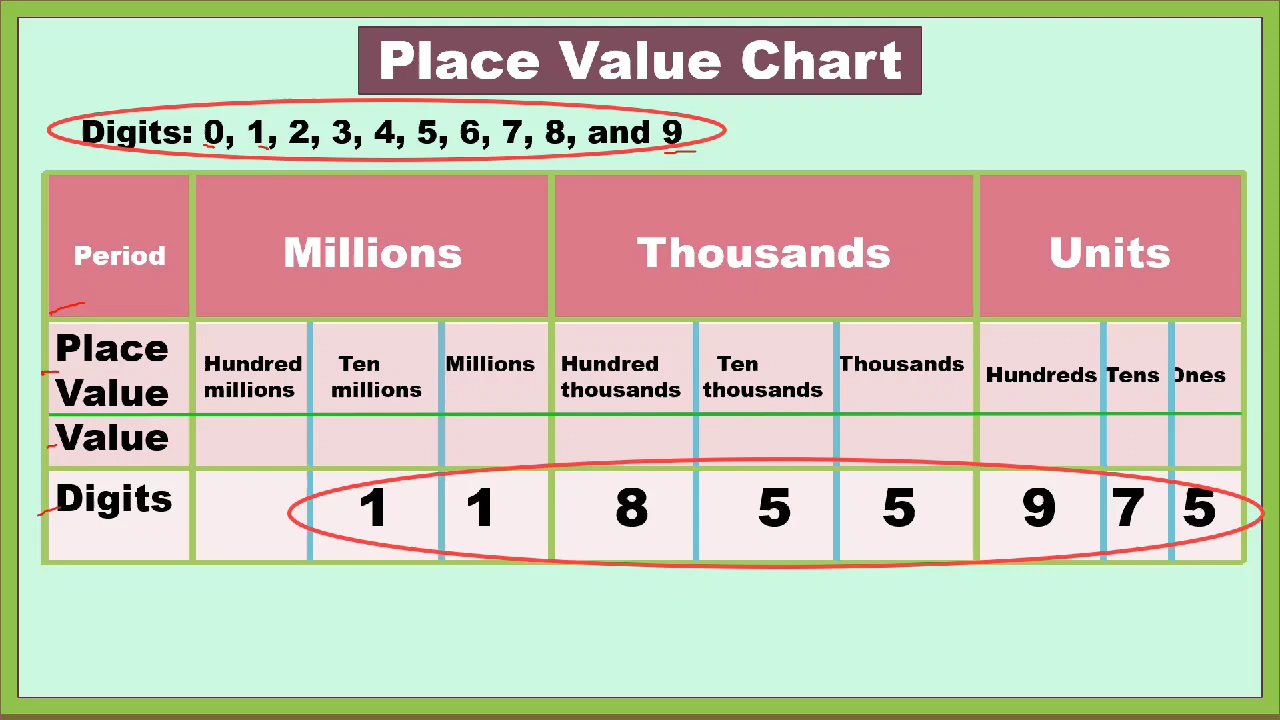 Place Value Chart
Digits: 0, 1, 2, 3, 4, 5, 6, 7, 8, and 9
Period Millions Thousands Units
Place Value Hundred millions Ten millions Millions Hundred thousands Ten thousands Thousands Hundreds Tens Ones
Value
Digits 1 1 8 5 5 9 7 5